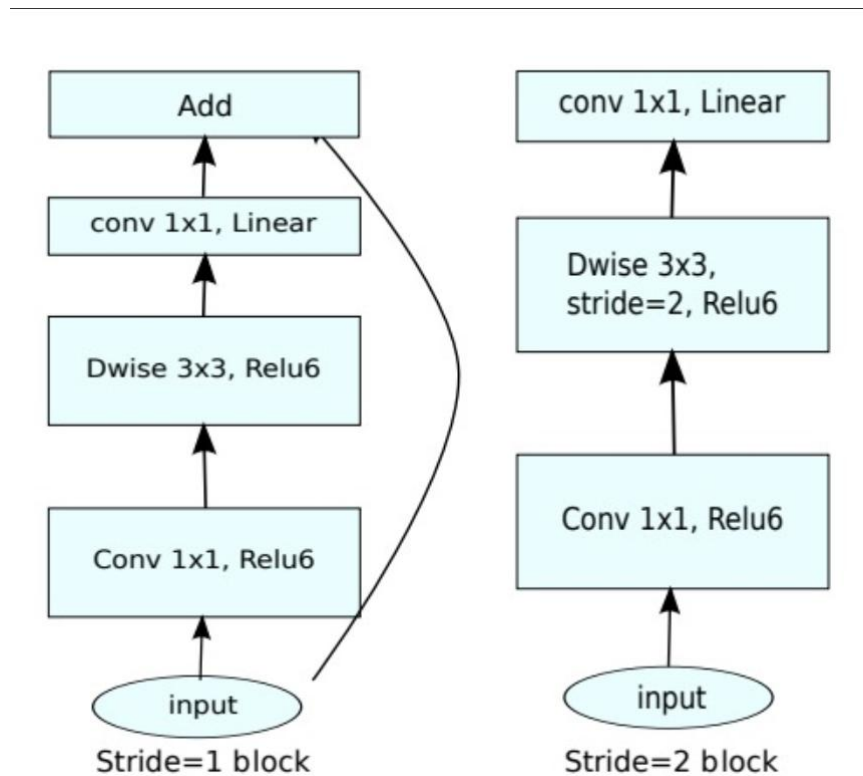 Add
conv 1x1, Linear
Dwise 3x3, Relu6
Conv 1x1, Relu6
input
Stride=1 block
conv 1x1, Linear
Dwise 3x3,
stride=2, Relu6
Conv 1x1, Relu6
input
Stride=2 block